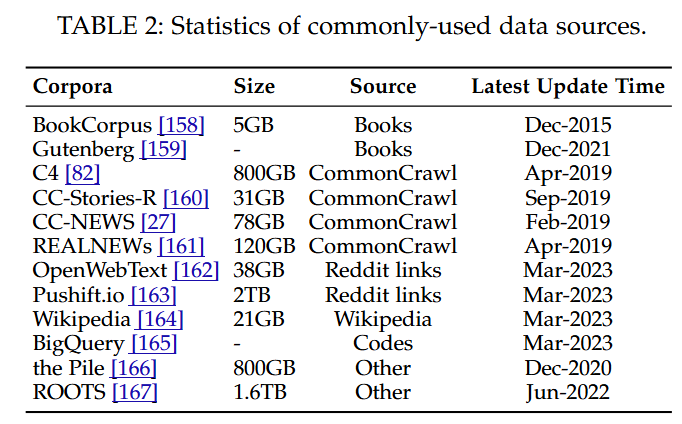 TABLE 2: Statistics of commonly-used data sources.
Corpora Size Source Latest Update Time
BookCorpus [158] 5GB Books Dec-2015
Gutenberg [159] - Books Dec-2021
C4 [82] 800GB CommonCrawl Apr-2019
CC-Stories-R [160] 31GB CommonCrawl Sep-2019
CC-NEWS [27] 78GB CommonCrawl Feb-2019
REALNEWs [161] 120GB CommonCrawl Apr-2019
OpenWebText [162] 38GB Reddit links Mar-2023
Pushift.io [163] 2TB Reddit links Mar-2023
Wikipedia [164] 21GB Wikipedia Mar-2023
BigQuery [165] - Codes Mar-2023
the Pile [166] 800GB Other Dec-2020
ROOTS [167] 1.6TB Other Jun-2022